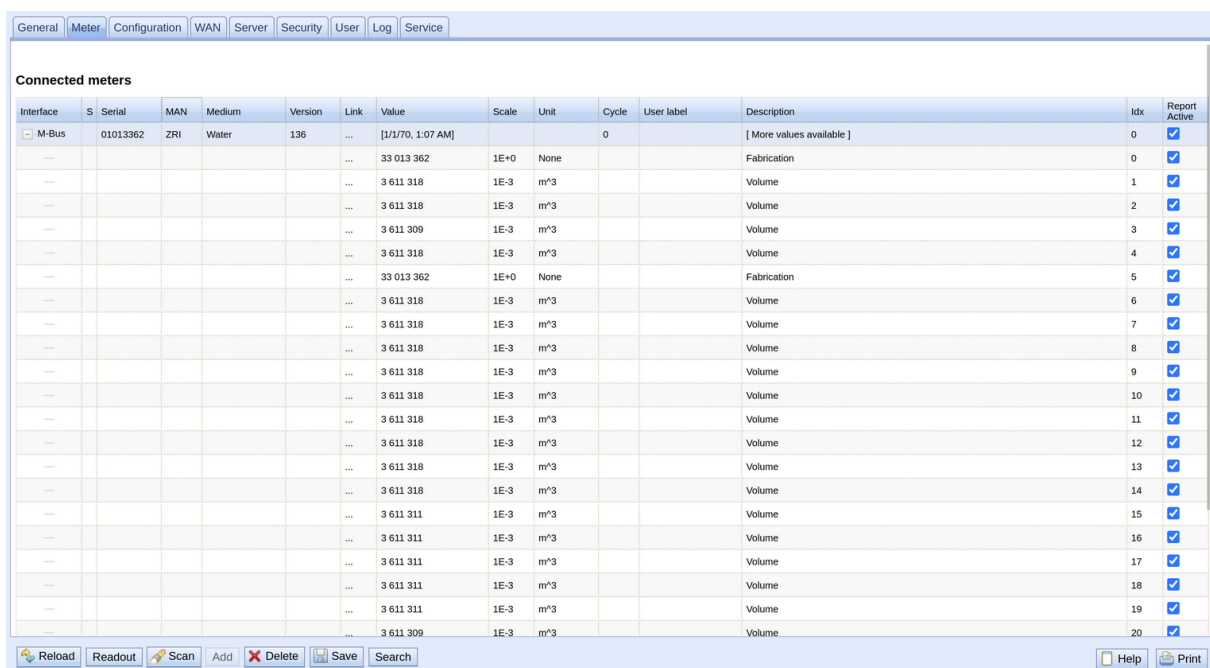 General Meter Configuration WAN Server Security User Log Service
Connected meters
Interface S Serial MAN Medium Version Link Value Scale Unit Cycle User label Description Idx Report Active
M-Bus 01013362 ZRI Water 136 ... [1/1/70, 1:07 AM] 0 [ More values available ] 0
... 33 013 362 1E+0 None Fabrication 0
... 3 611 318 1E-3 m^3 Volume 1
... 3 611 318 1E-3 m^3 Volume 2
... 3 611 309 1E-3 m^3 Volume 3
... 3 611 318 1E-3 m^3 Volume 4
... 33 013 362 1E+0 None Fabrication 5
... 3 611 318 1E-3 m^3 Volume 6
... 3 611 318 1E-3 m^3 Volume 7
... 3 611 318 1E-3 m^3 Volume 8
... 3 611 318 1E-3 m^3 Volume 9
... 3 611 318 1E-3 m^3 Volume 10
... 3 611 318 1E-3 m^3 Volume 11
... 3 611 318 1E-3 m^3 Volume 12
... 3 611 318 1E-3 m^3 Volume 13
... 3 611 318 1E-3 m^3 Volume 14
... 3 611 311 1E-3 m^3 Volume 15
... 3 611 311 1E-3 m^3 Volume 16
... 3 611 311 1E-3 m^3 Volume 17
... 3 611 311 1E-3 m^3 Volume 18
... 3 611 311 1E-3 m^3 Volume 19
... 3 611 309 1E-3 m^3 Volume 20
Reload Readout Scan Add Delete Save Search Help Print